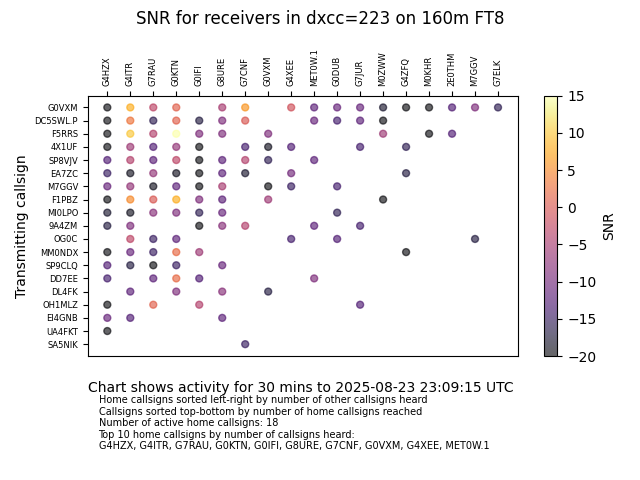 SNR for receivers in dxcc=223 on 160m FT8
G4HZX G4ITR G7RAU G0KTN G0IFI G8URE G7CNF G0VXM G4XEE MET0W.1 G0DUB G7JUR M0ZWW G4ZFQ M0KHR 2E0THM M7GGV G7ELK
Transmitting callsign
G0VXM
DC5SWL.P
F5RRS
4X1UF
SP8VJV
EA7ZC
M7GGV
F1PBZ
MI0LPO
9A4ZM
OG0C
MM0NDX
SP9CLQ
DD7EE
DL4FK
OH1MLZ
EI4GNB
UA4FKT
SA5NIK
15
10
5
0
−5
−10
−15
−20
SNR
Chart shows activity for 30 mins to 2025-08-23 23:09:15 UTC
Home callsigns sorted left-right by number of other callsigns heard
Callsigns sorted top-bottom by number of home callsigns reached
Number of active home callsigns: 18
Top 10 home callsigns by number of callsigns heard:
G4HZX, G4ITR, G7RAU, G0KTN, G0IFI, G8URE, G7CNF, G0VXM, G4XEE, MET0W.1